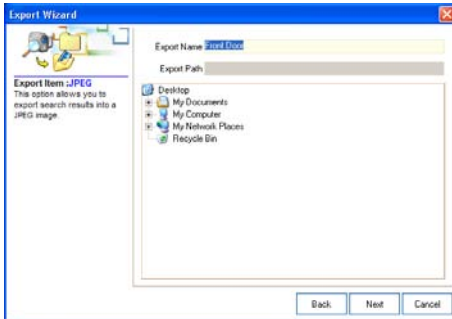 Export Wizard
Export Name Front Door
Export Path
Export Item :JPEG
This option allows you to
export search results into a
JPEG image.
Desktop
My Documents
My Computer
My Network Places
Recycle Bin
Back Next Cancel